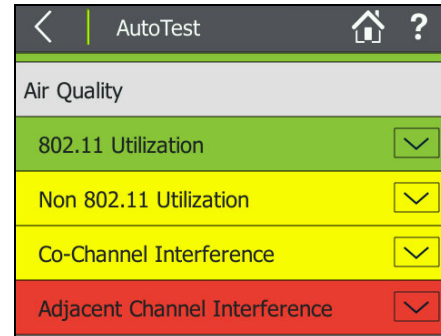 AutoTest ?
Air Quality
802.11 Utilization
Non 802.11 Utilization
Co-Channel Interference
Adjacent Channel Interference